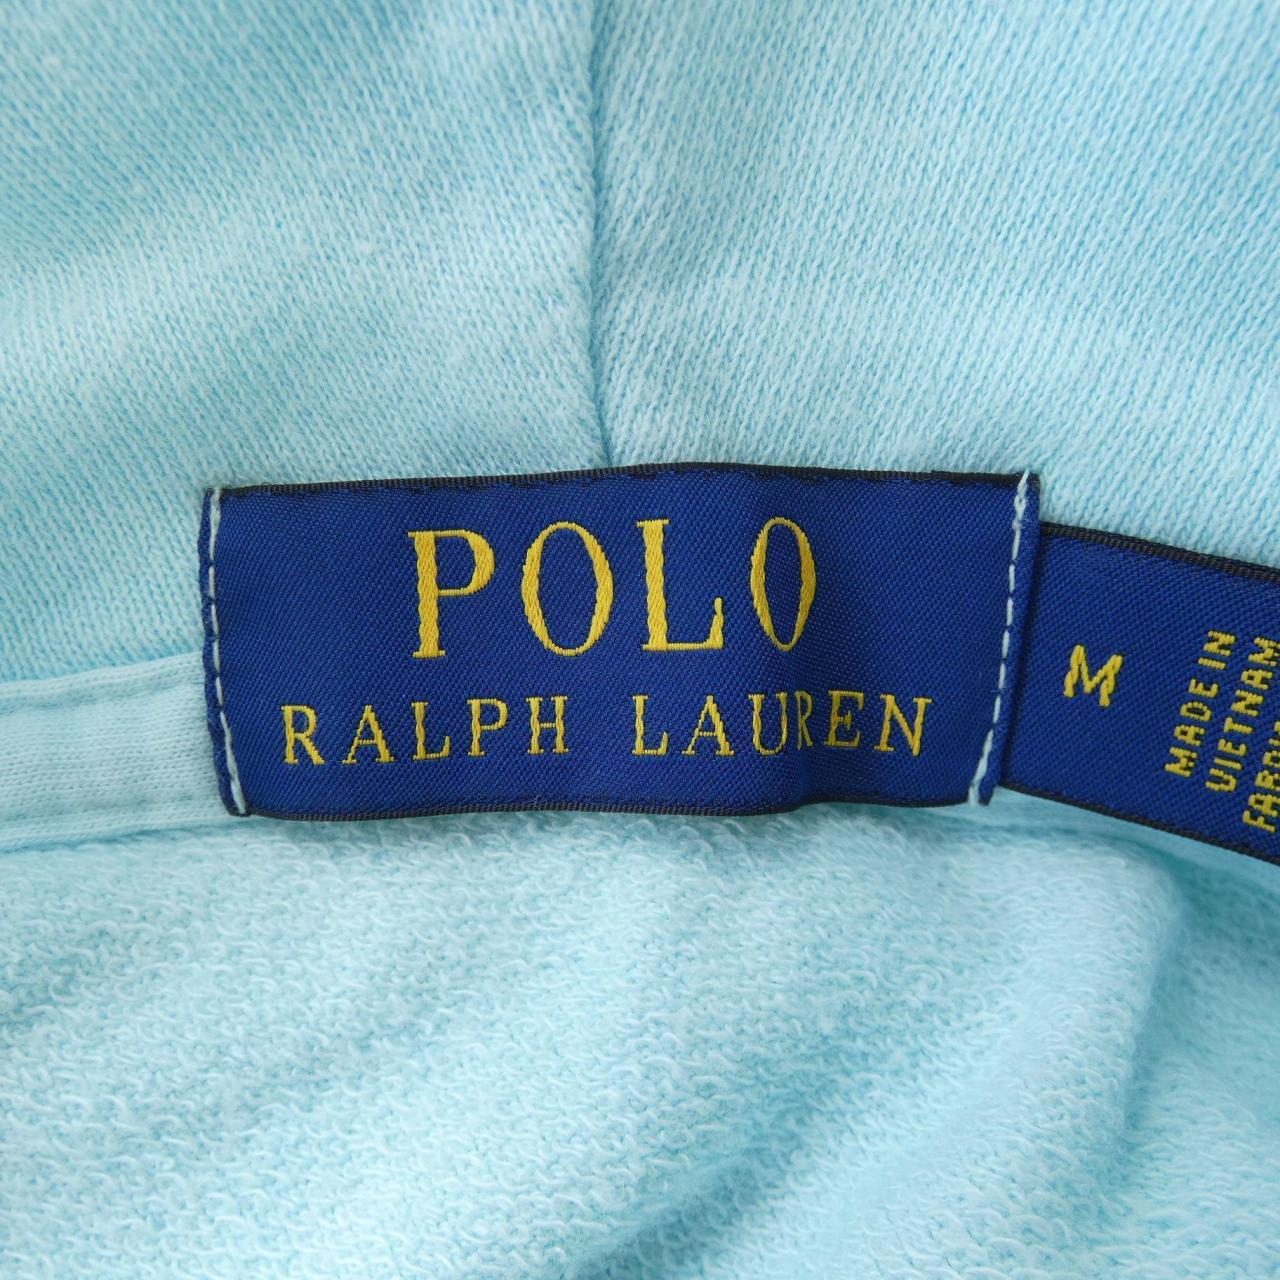 POLO
RALPH LAUREN
M
MADE IN
VIETNAM